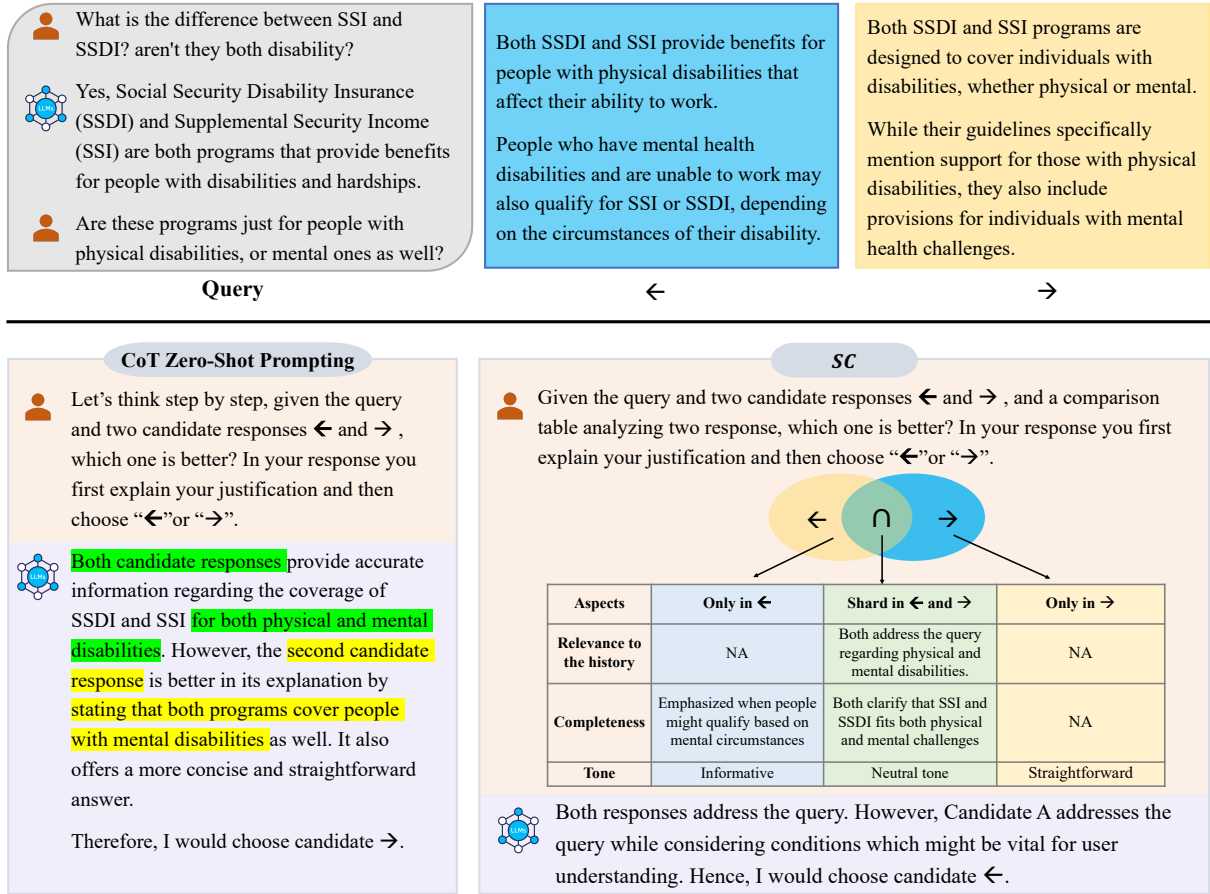 What is the difference between SSI and
SSDI? aren't they both disability?
LLMs
Yes, Social Security Disability Insurance
(SSDI) and Supplemental Security Income
(SSI) are both programs that provide benefits
for people with disabilities and hardships.
Are these programs just for people with
physical disabilities, or mental ones as well?
Query
Both SSDI and SSI provide benefits for
people with physical disabilities that
affect their ability to work.
People who have mental health
disabilities and are unable to work may
also qualify for SSI or SSDI, depending
on the circumstances of their disability.
←
Both SSDI and SSI programs are
designed to cover individuals with
disabilities, whether physical or mental.
While their guidelines specifically
mention support for those with physical
disabilities, they also include
provisions for individuals with mental
health challenges.
→
CoT Zero-Shot Prompting
Let's think step by step, given the query
and two candidate responses ← and → ,
which one is better? In your response you
first explain your justification and then
choose “←”or “→”.
LLMs
Both candidate responses provide accurate
information regarding the coverage of
SSDI and SSI for both physical and mental
disabilities. However, the second candidate
response is better in its explanation by
stating that both programs cover people
with mental disabilities as well. It also
offers a more concise and straightforward
answer.
Therefore, I would choose candidate →.
SC
Given the query and two candidate responses ← and → , and a comparison
table analyzing two response, which one is better? In your response you first
explain your justification and then choose “←”or “→”.
← ∩ →
Aspects Only in ← Shard in ← and → Only in →
Relevance to
the history
NA
Both address the query
regarding physical and
mental disabilities.
NA
Completeness
Emphasized when people
might qualify based on
mental circumstances
Both clarify that SSI and
SSDI fits both physical
and mental challenges
NA
Tone Informative Neutral tone Straightforward
LLMs
Both responses address the query. However, Candidate A addresses the
query while considering conditions which might be vital for user
understanding. Hence, I would choose candidate ←.